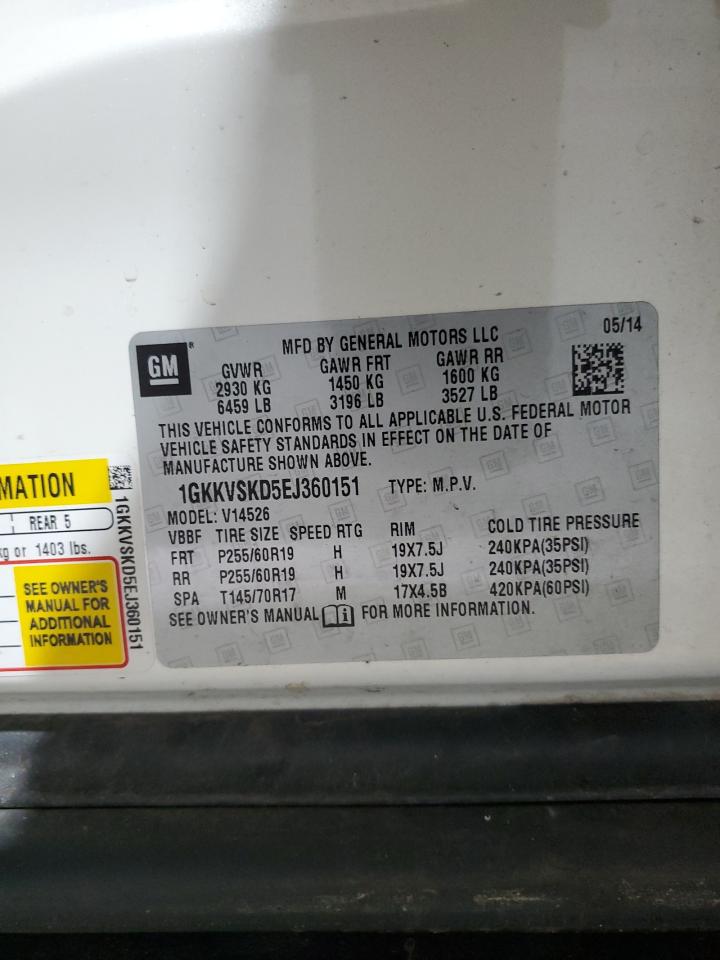 05/14
GM ®
MFD BY GENERAL MOTORS LLC
GVWR GAWR FRT GAWR RR
2930 KG 1450 KG 1600 KG
6459 LB 3196 LB 3527 LB
THIS VEHICLE CONFORMS TO ALL APPLICABLE U.S. FEDERAL MOTOR
VEHICLE SAFETY STANDARDS IN EFFECT ON THE DATE OF
MANUFACTURE SHOWN ABOVE.
1GKKVSKD5EJ360151 TYPE: M.P.V.
MODEL: V14526
VBBF TIRE SIZE SPEED RTG RIM COLD TIRE PRESSURE
FRT P255/60R19 H 19X7.5J 240KPA(35PSI)
RR P255/60R19 H 19X7.5J 240KPA(35PSI)
SPA T145/70R17 M 17X4.5B 420KPA(60PSI)
SEE OWNER'S MANUAL FOR MORE INFORMATION.
MATION
REAR 5
kg or 1403 lbs.
SEE OWNER'S
MANUAL FOR
ADDITIONAL
INFORMATION
1GKKVSKD5EJ360151